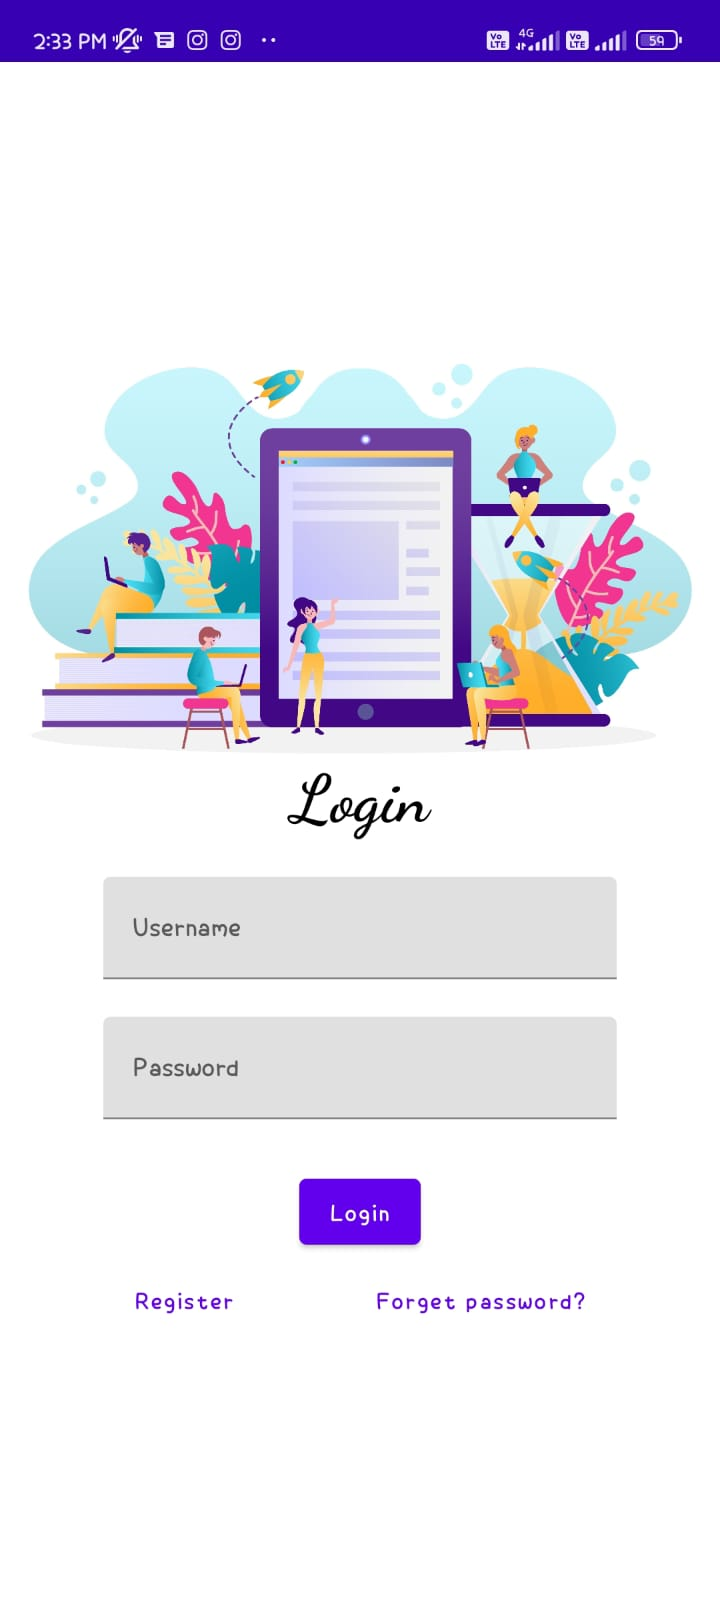 2:33 PM Vo LTE 4G Vo LTE 59
Login
Username
Password
Login
Register Forget password?